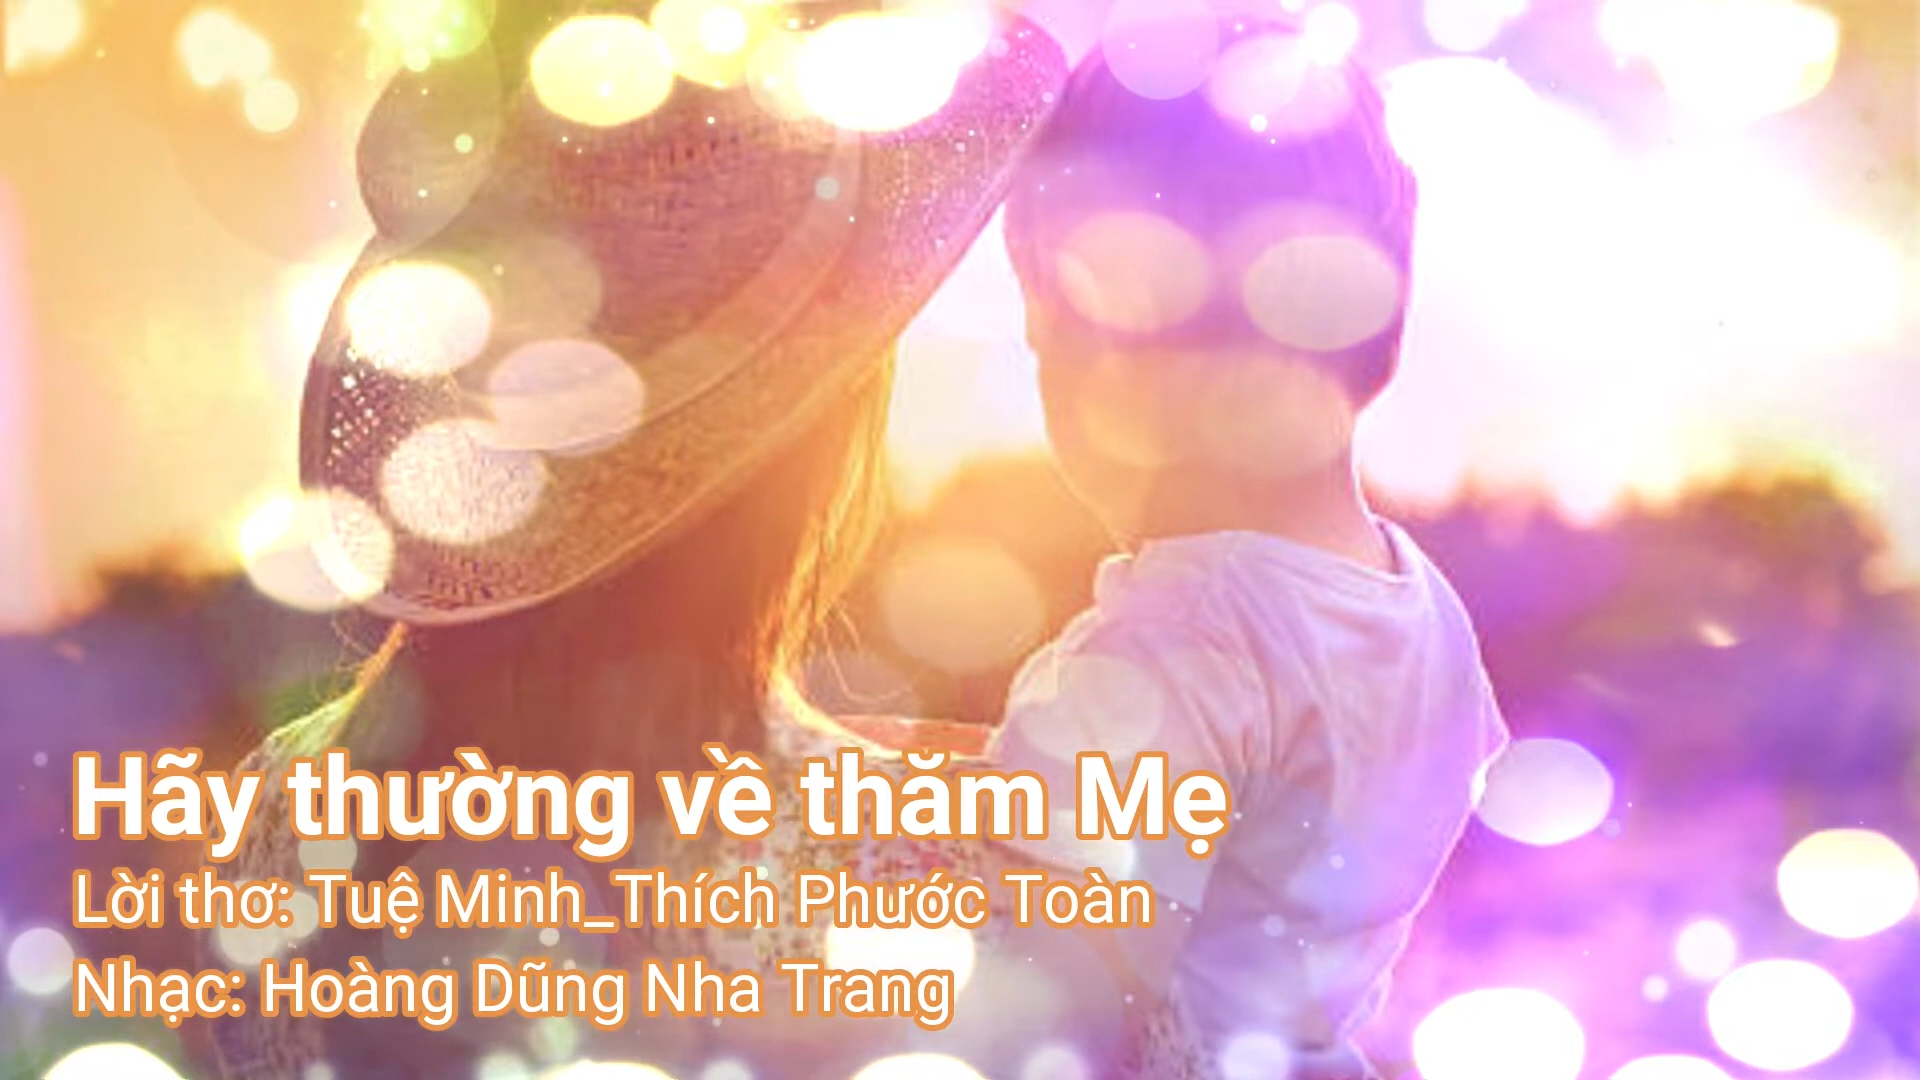 Hãy thường về thăm Mẹ
Lời thơ: Tuệ Minh_Thích Phước Toàn
Nhạc: Hoàng Dũng Nha Trang